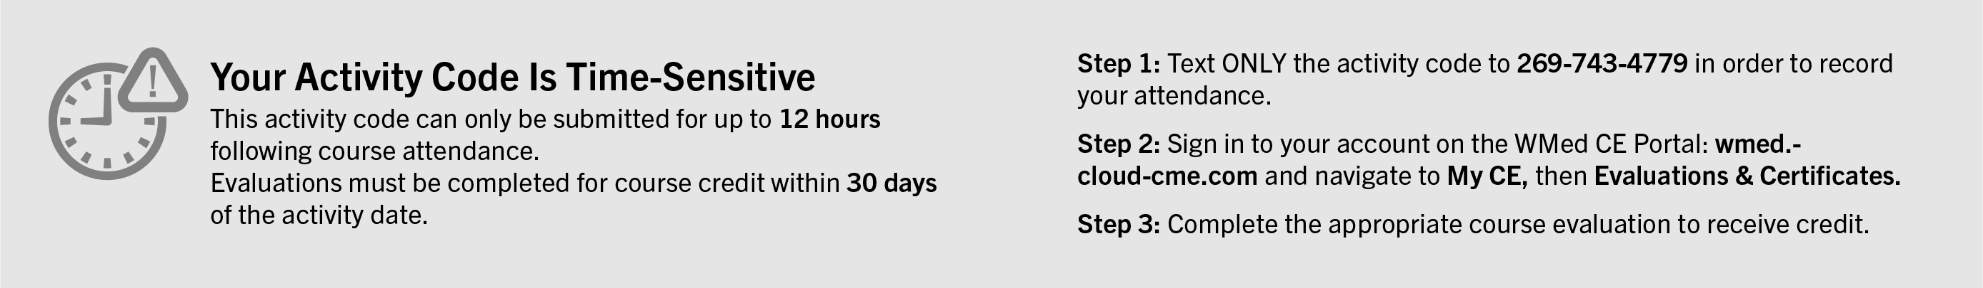 Your Activity Code Is Time-Sensitive
This activity code can only be submitted for up to 12 hours
following course attendance.
Evaluations must be completed for course credit within 30 days
of the activity date.
Step 1: Text ONLY the activity code to 269-743-4779 in order to record
your attendance.
Step 2: Sign in to your account on the WMed CE Portal: wmed.-
cloud-cme.com and navigate to My CE, then Evaluations & Certificates.
Step 3: Complete the appropriate course evaluation to receive credit.